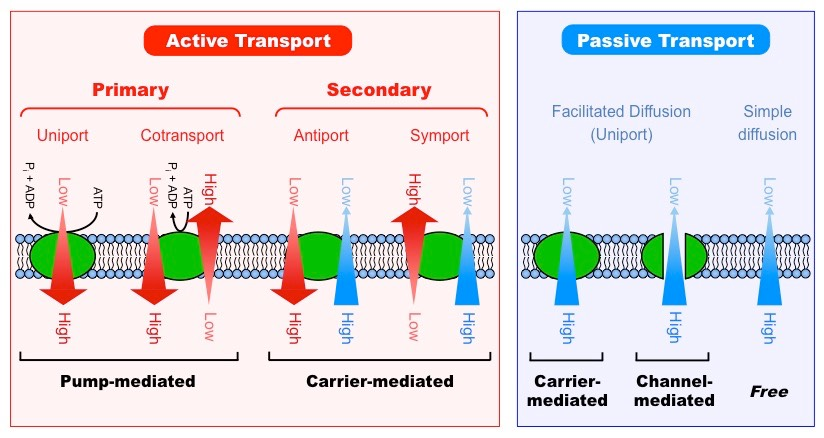 Active Transport
Passive Transport
Primary
Secondary
Uniport
Cotransport
Antiport
Symport
Facilitated Diffusion
(Uniport)
Simple
diffusion
Pi + ADP
Low
ATP
Low
Pi + ADP
ATP
High
Low
Low
High
Low
Low
Low
Low
High
High
Low
High
High
Low
High
High
High
High
Pump-mediated
Carrier-mediated
Carrier-
mediated
Channel-
mediated
Free